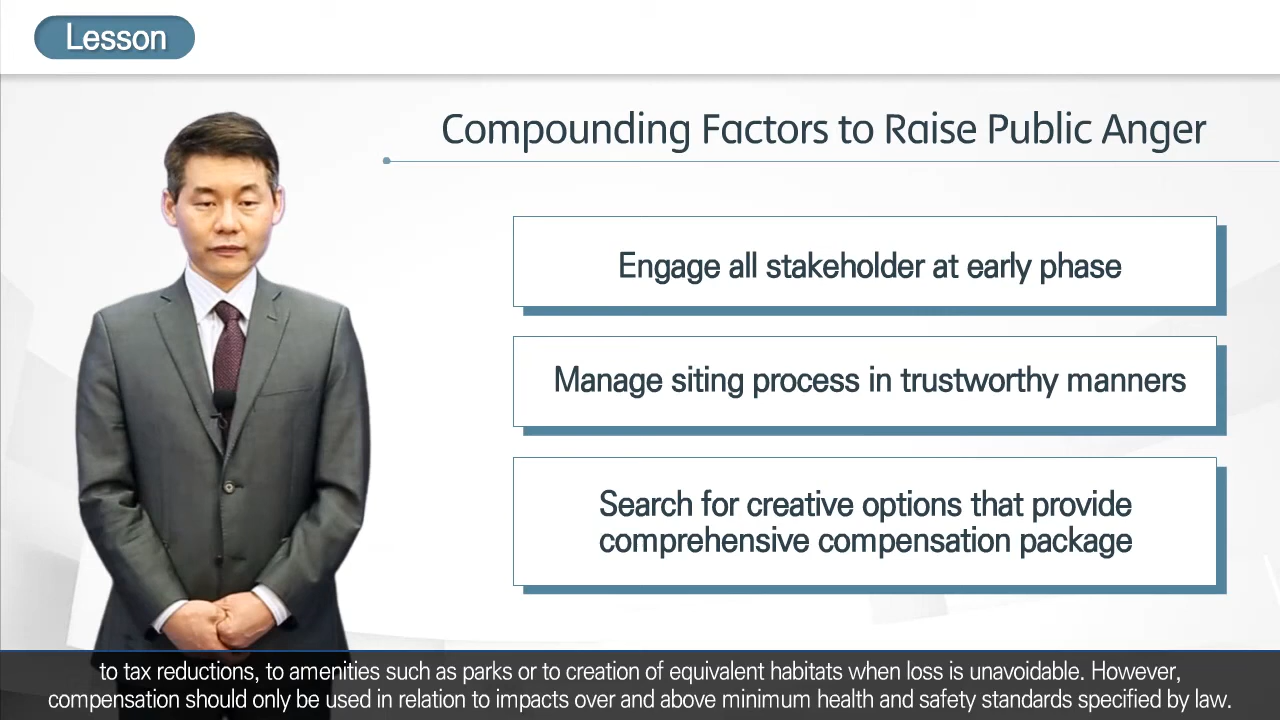 Lesson
Compounding Factors to Raise Public Anger
Engage all stakeholder at early phase
Manage siting process in trustworthy manners
Search for creative options that provide
comprehensive compensation package
to tax reductions, to amenities such as parks or to creation of equivalent habitats when loss is unavoidable. However,
compensation should only be used in relation to impacts over and above minimum health and safety standards specified by law.